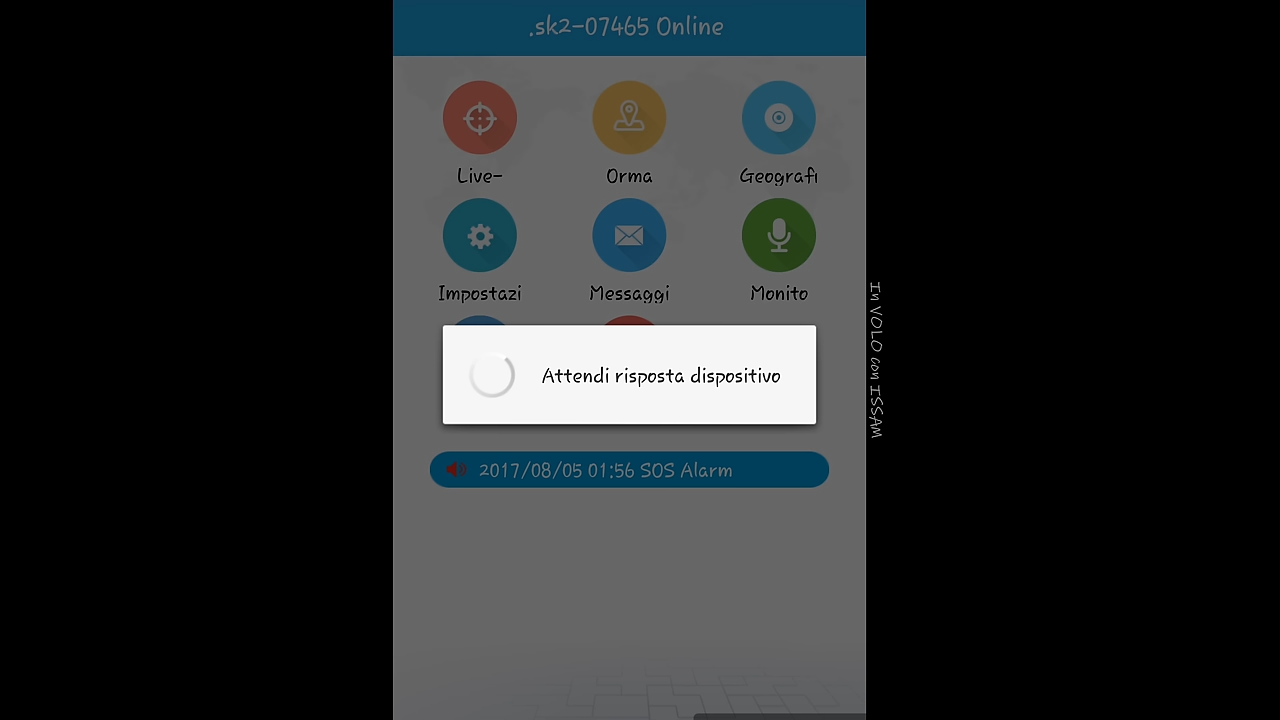 .sk2-07465 Online
Live-
Orma
Geografi
Impostazi
Messaggi
Monito
Attendi risposta dispositivo
2017/08/05 01:56 SOS Alarm
In VOLO con ISSAM